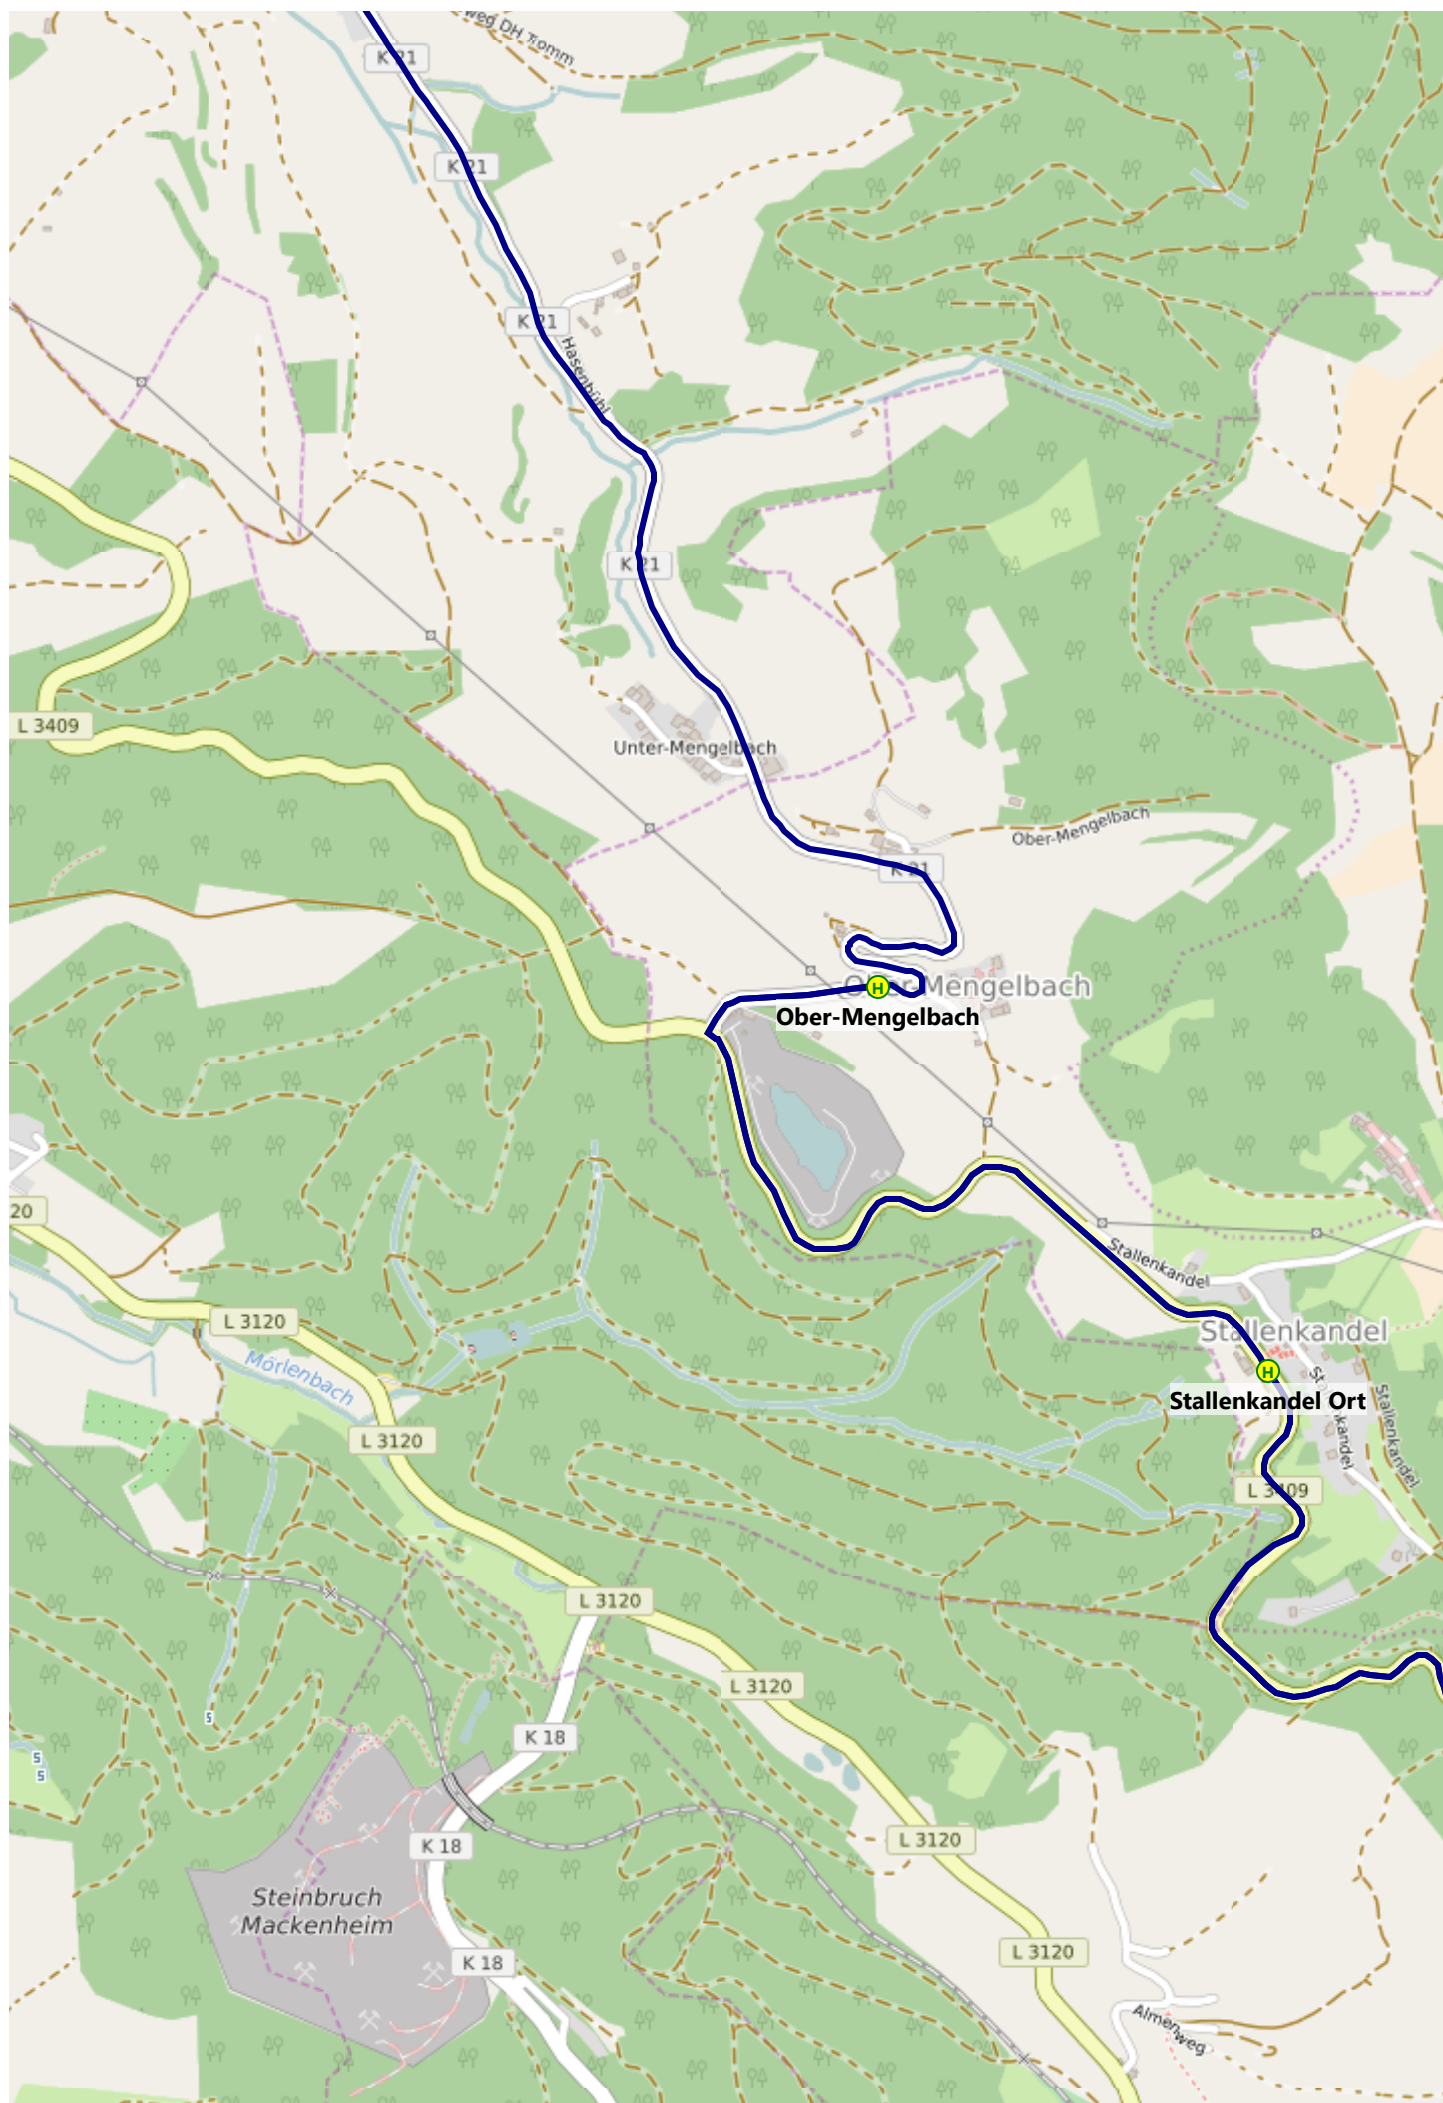 weg DH Tromm
K 21
K 21
K 21
Hasenbühl
K 21
L 3409
Unter-Mengelbach
Ober-Mengelbach
K 21
Ober-Mengelbach
H
Ober-Mengelbach
20
Stallenkandel
L 3120
Stallenkandel
Mörlenbach
H
Stallenkandel Ort
Stallenkandel
Stallenkandel
L 3120
L 3409
L 3120
L 3120
K 18
L 3120
K 18
Steinbruch
Mackenheim
L 3120
K 18
Almenweg